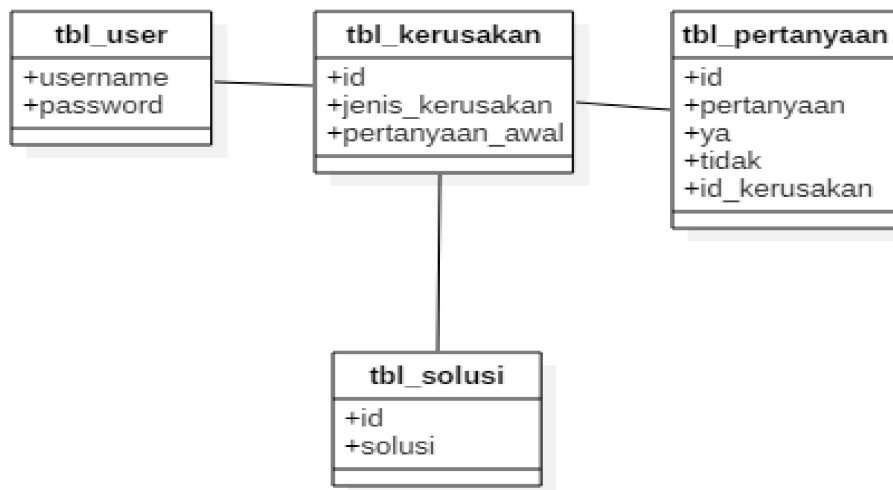 tbl_user
+username
+password
tbl_kerusakan
+id
+jenis_kerusakan
+pertanyaan_awal
tbl_pertanyaan
+id
+pertanyaan
+ya
+tidak
+id_kerusakan
tbl_solusi
+id
+solusi